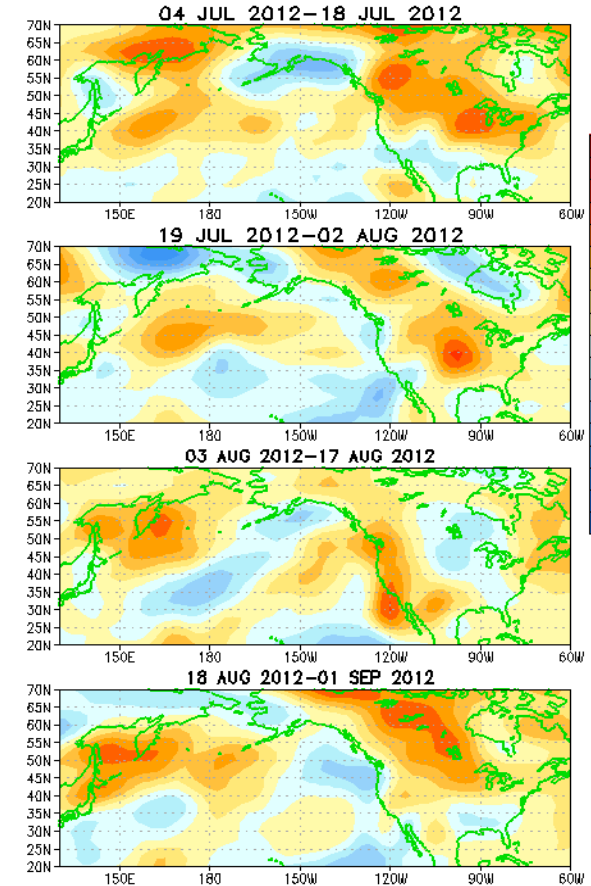 04 JUL 2012-18 JUL 2012
70N
65N
60N
55N
50N
45N
40N
35N
30N
25N
20N
150E 180 150W 120W 90W 60W
19 JUL 2012-02 AUG 2012
70N
65N
60N
55N
50N
45N
40N
35N
30N
25N
20N
150E 180 150W 120W 90W 60W
03 AUG 2012-17 AUG 2012
70N
65N
60N
55N
50N
45N
40N
35N
30N
25N
20N
150E 180 150W 120W 90W 60W
18 AUG 2012-01 SEP 2012
70N
65N
60N
55N
50N
45N
40N
35N
30N
25N
20N
150E 180 150W 120W 90W 60W